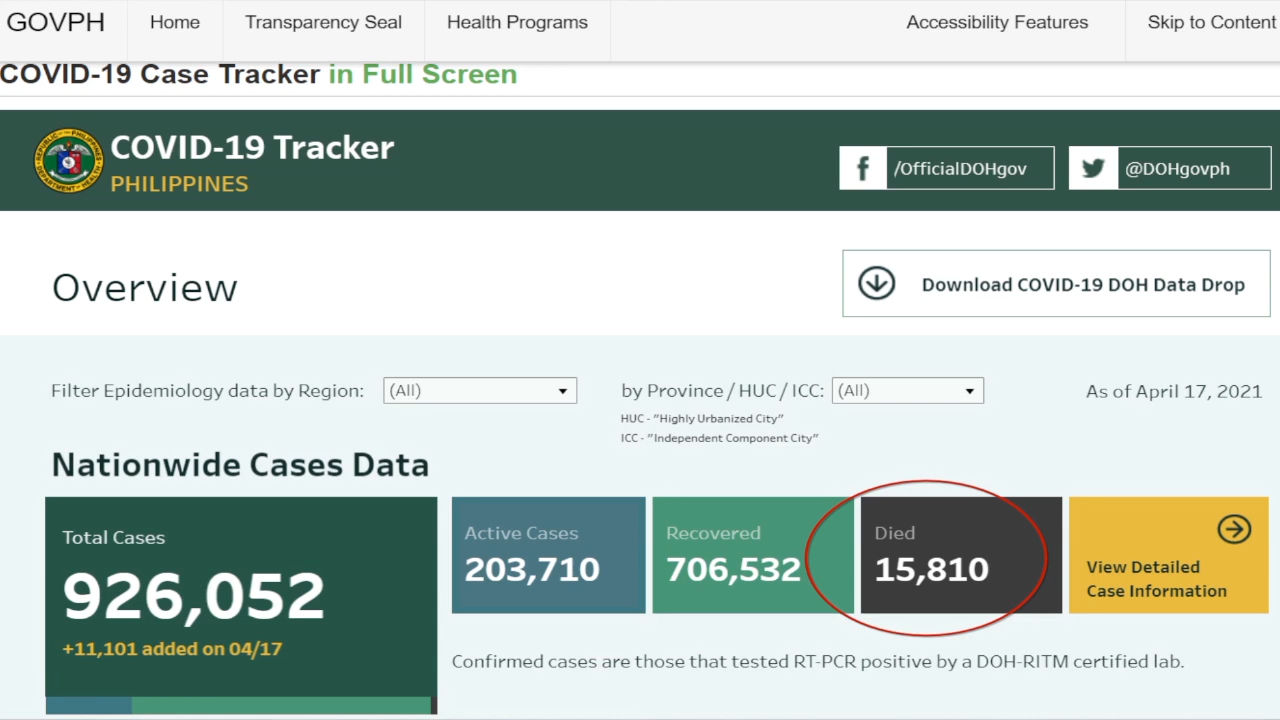 GOVPH Home Transparency Seal Health Programs Accessibility Features Skip to Content
COVID-19 Case Tracker in Full Screen
COVID-19 Tracker
PHILIPPINES
/OfficialDOHgov @DOHgovph
Overview
Download COVID-19 DOH Data Drop
Filter Epidemiology data by Region: (All) by Province / HUC / ICC: (All) As of April 17, 2021
HUC - "Highly Urbanized City"
ICC - "Independent Component City"
Nationwide Cases Data
Total Cases
926,052
+11,101 added on 04/17
Active Cases
203,710
Recovered
706,532
Died
15,810
View Detailed
Case Information
Confirmed cases are those that tested RT-PCR positive by a DOH-RITM certified lab.